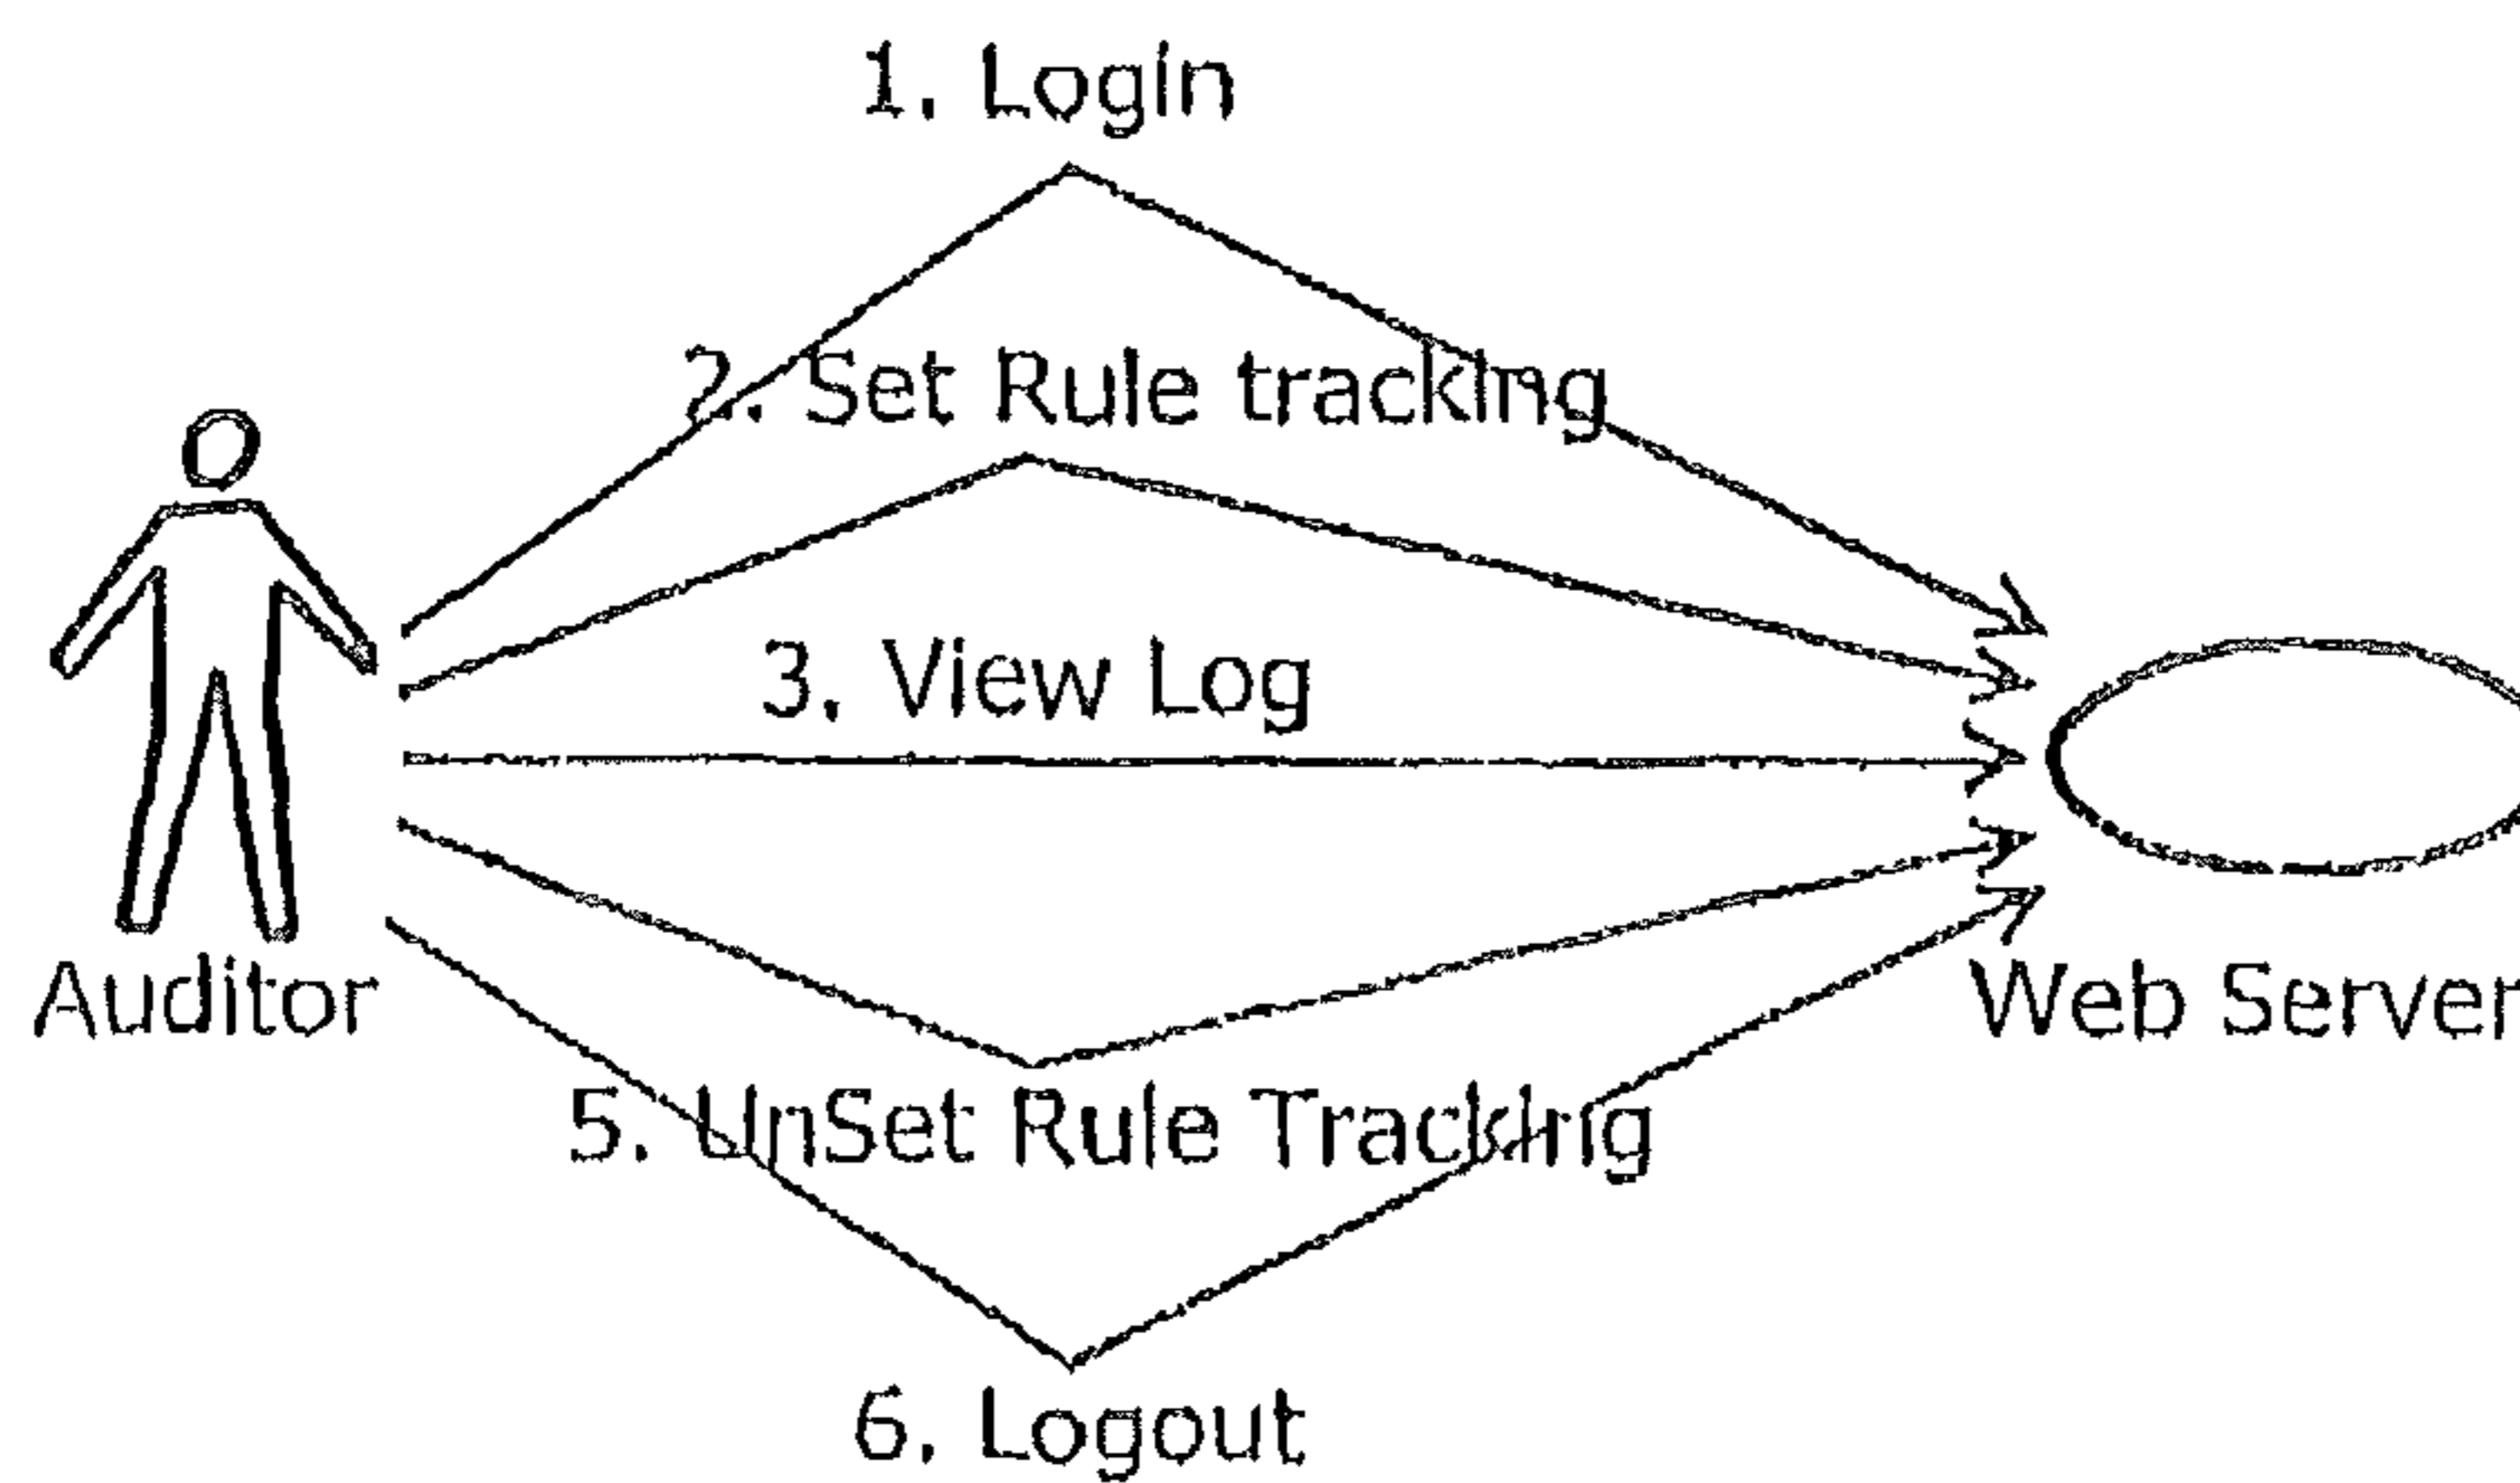 1. Login
2. Set Rule tracking
3. View Log
Auditor
Web Server
5. UnSet Rule Tracking
6. Logout